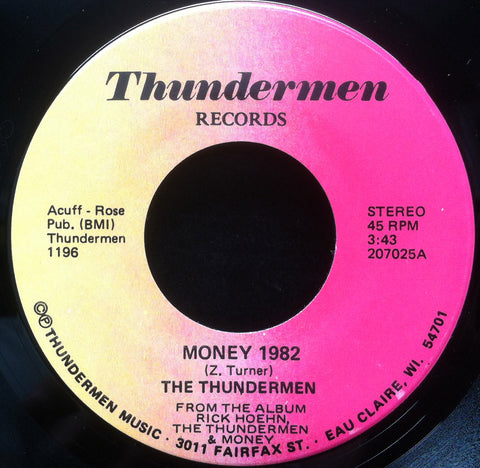 Thundermen
RECORDS
Acuff - Rose
Pub. (BMI)
Thundermen
1196
STEREO
45 RPM
3:43
207025A
MONEY 1982
(Z. Turner)
THE THUNDERMEN
FROM THE ALBUM
RICK HOEHN,
THE THUNDERMEN
& MONEY
©℗ THUNDERMEN MUSIC · 3011 FAIRFAX ST. · EAU CLAIRE, WI. 54701